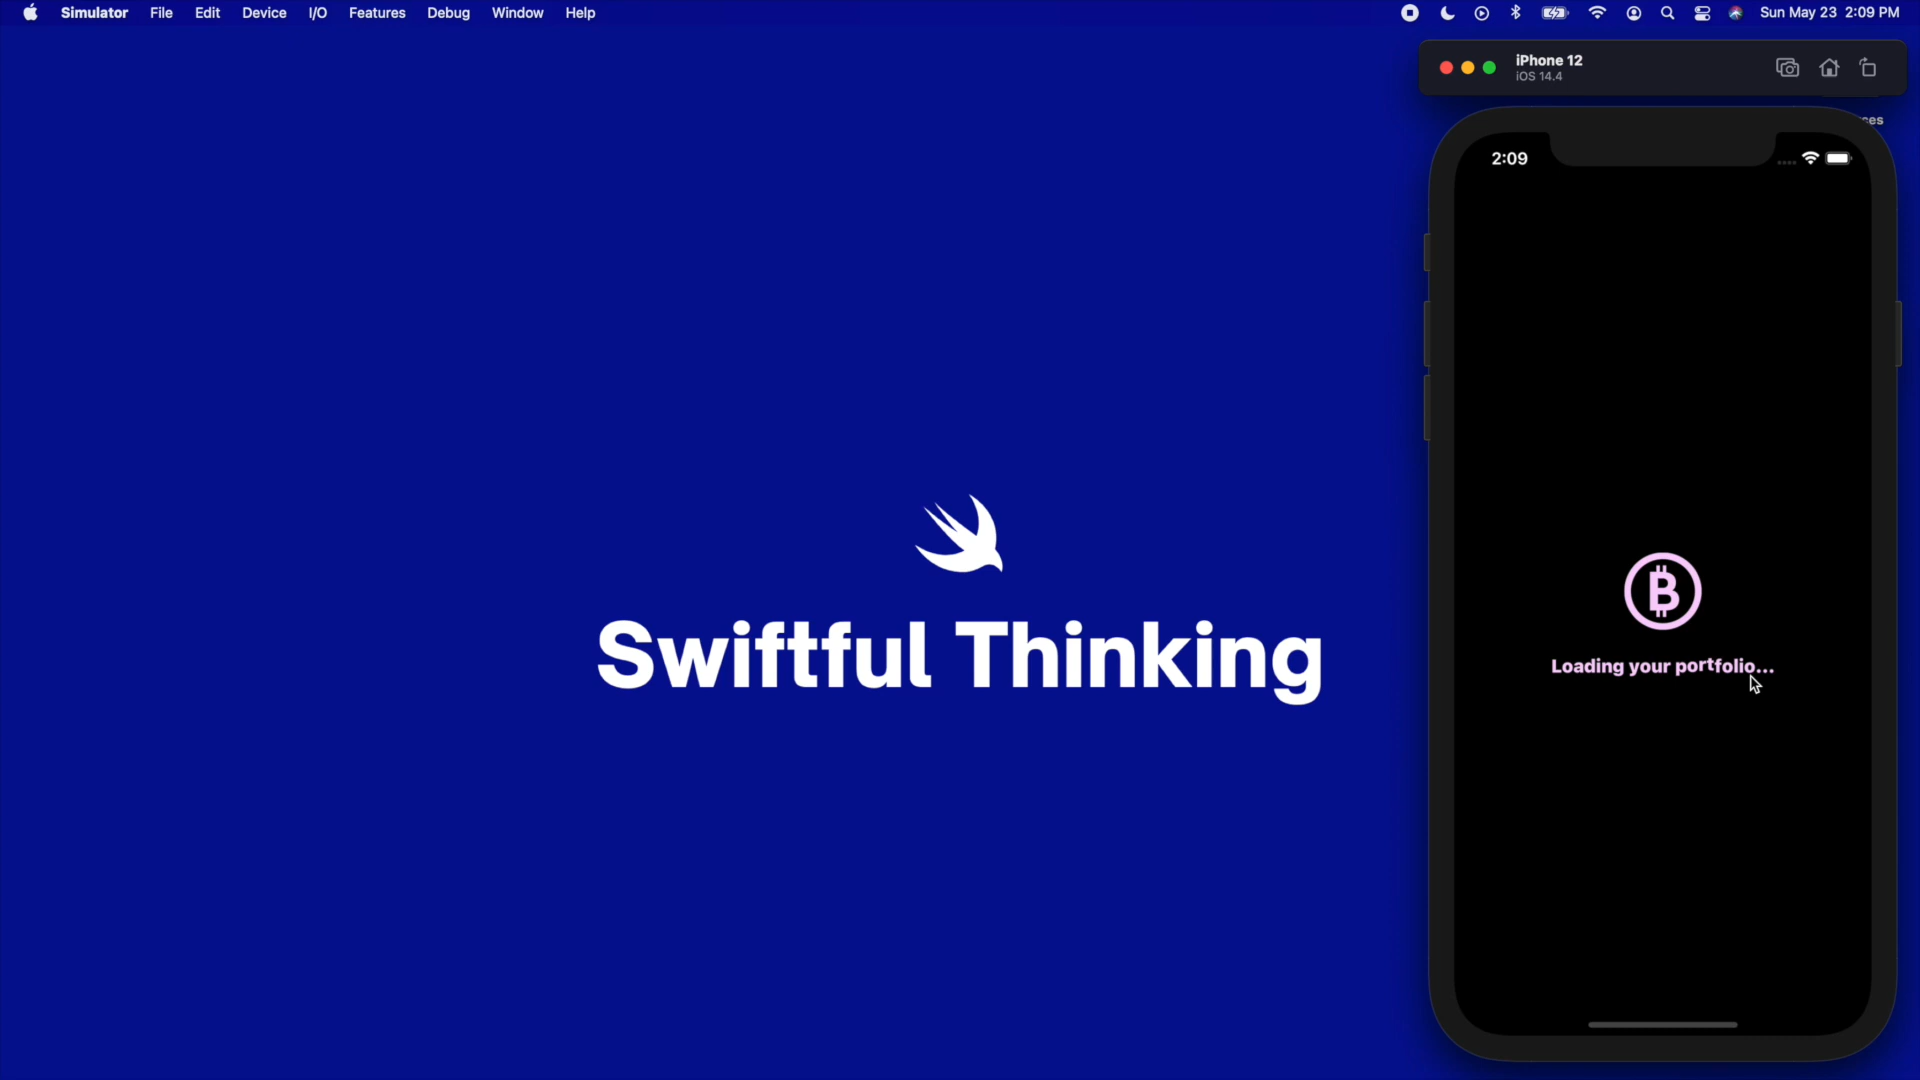 Simulator File Edit Device I/O Features Debug Window Help Sun May 23 2:09 PM
iPhone 12
iOS 14.4
2:09
Swiftful Thinking
Loading your portfolio...